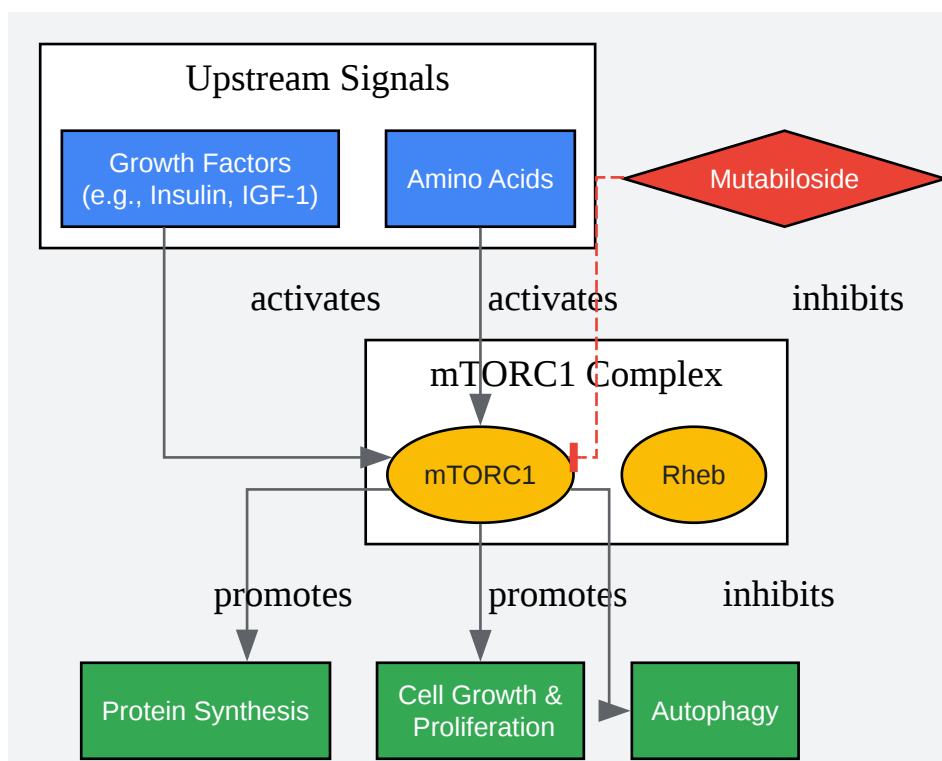 Upstream Signals
Growth Factors
(e.g., Insulin, IGF-1)
Amino Acids
Mutabiloside
activates
activates
inhibits
mTORC1 Complex
mTORC1
Rheb
promotes
promotes
inhibits
Protein Synthesis
Cell Growth &
Proliferation
Autophagy